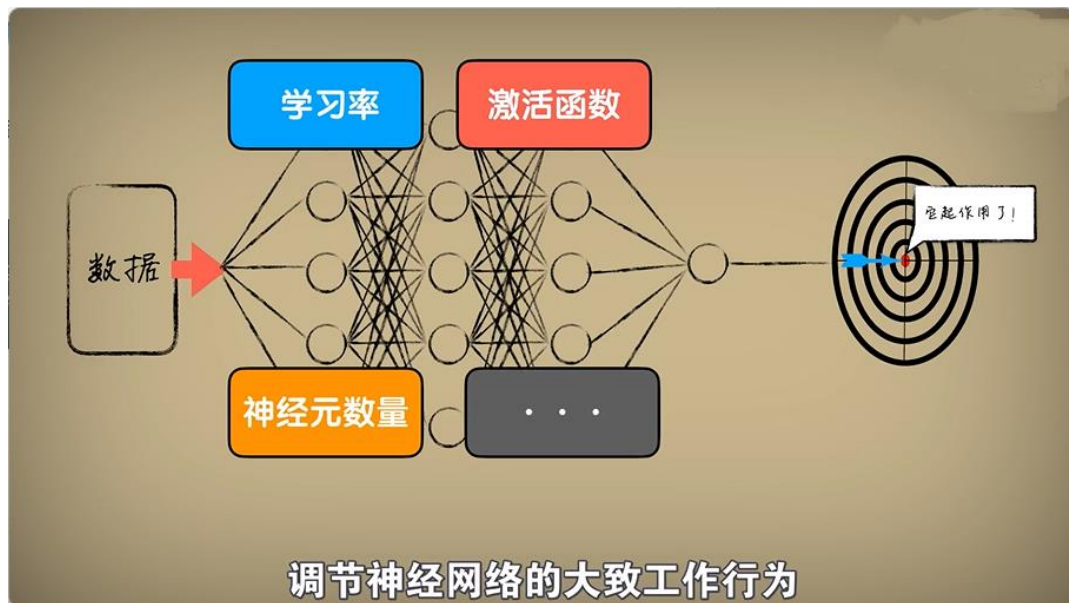 学习率
激活函数
数据
它起作用了!
神经元数量
...
调节神经网络的大致工作行为